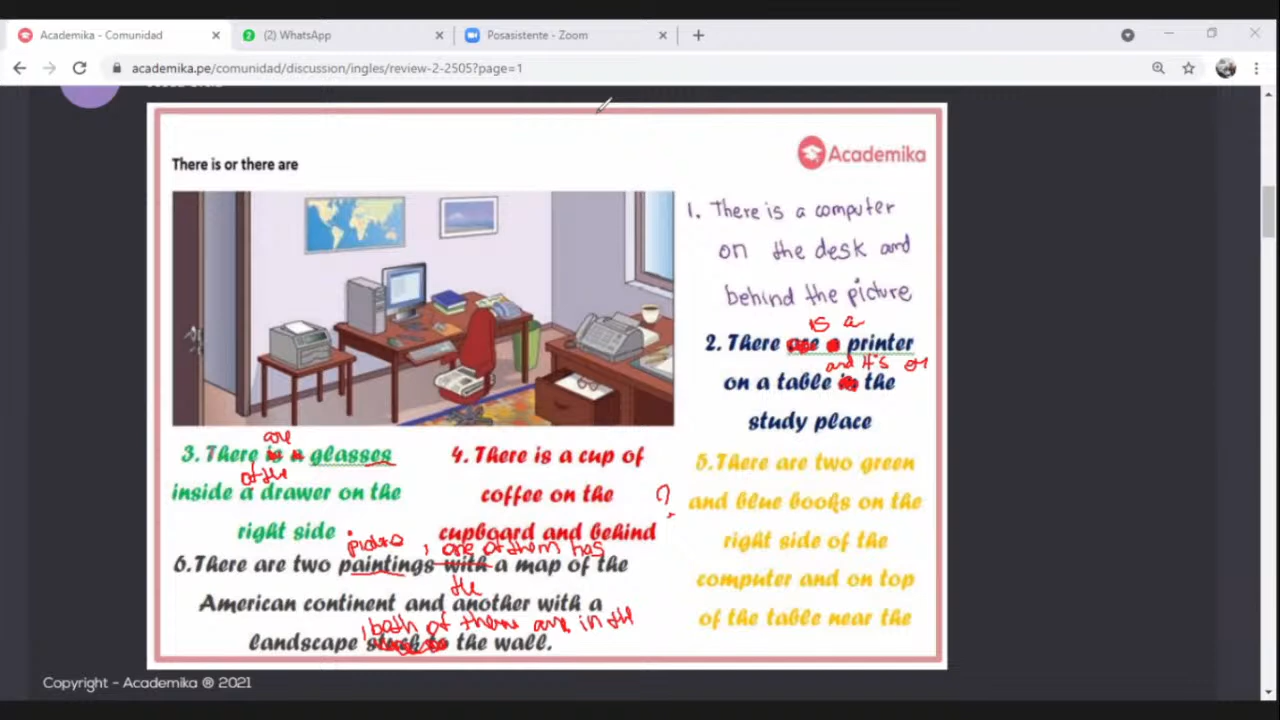 Academika - Comunidad
2
(2) WhatsApp
Posasistente - Zoom
academika.pe/comunidad/discussion/ingles/review-2-2505?page=1
Academika
There is or there are
1. There is a computer
on the desk and
behind the picture
is a
2. There printer
and it's on
on a table the
study place
are
3. There is a glasses
of the
inside a drawer on the
right side
4. There is a cup of
coffee on the
cupboard and behind
?
5.There are two green
and blue books on the
right side of the
computer and on top
of the table near the
, one of them has
6.There are two paintings with a map of the
the
American continent and another with a
, both of them are in the
landscape the wall.
Copyright - Academika ® 2021